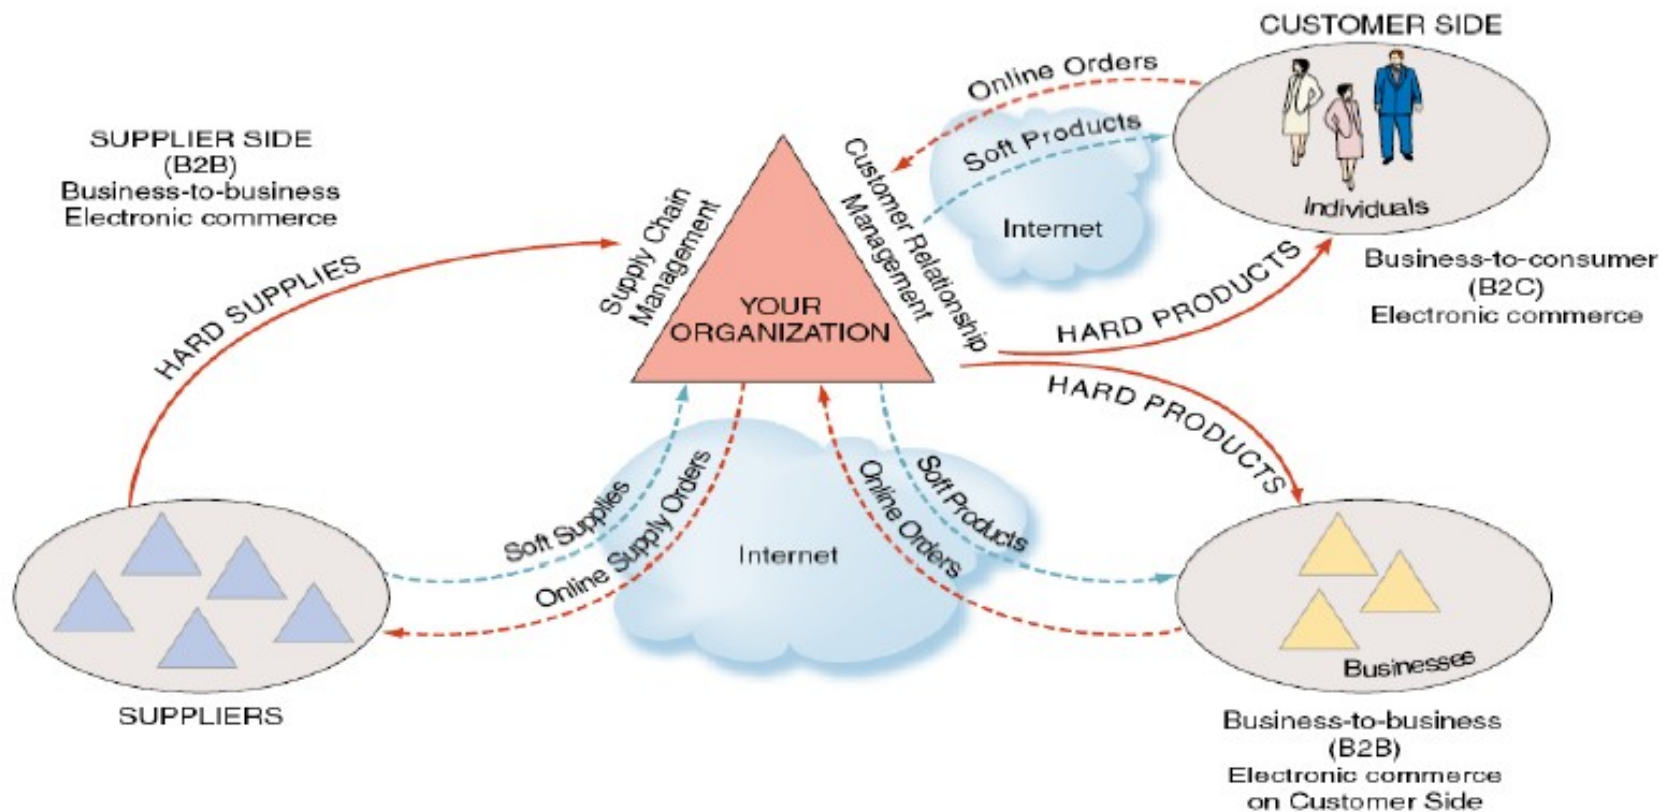 CUSTOMER SIDE
Online Orders
Soft Products
Internet
Individuals
SUPPLIER SIDE
(B2B)
Business-to-business
Electronic commerce
HARD SUPPLIES
Supply Chain
Management
YOUR
ORGANIZATION
Customer Relationship
Management
HARD PRODUCTS
Business-to-consumer
(B2C)
Electronic commerce
HARD PRODUCTS
Soft Supplies
Online Supply Orders
Internet
Online Orders
Soft Products
SUPPLIERS
Businesses
Business-to-business
(B2B)
Electronic commerce
on Customer Side